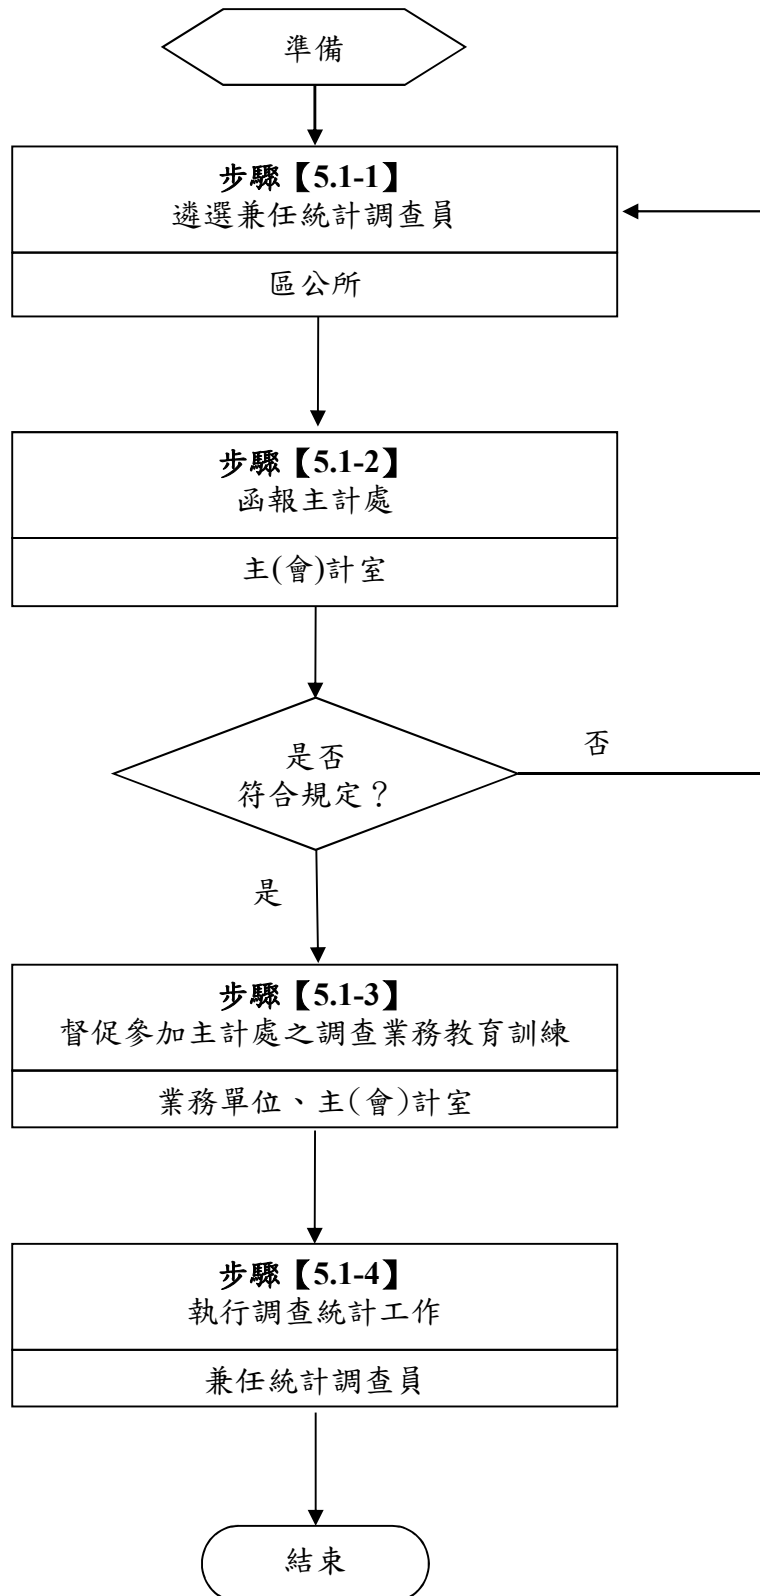 準備
步驟【5.1-1】
遴選兼任統計調查員
區公所
步驟【5.1-2】
函報主計處
主(會)計室
是否
符合規定？
否
是
步驟【5.1-3】
督促參加主計處之調查業務教育訓練
業務單位、主(會)計室
步驟【5.1-4】
執行調查統計工作
兼任統計調查員
結束